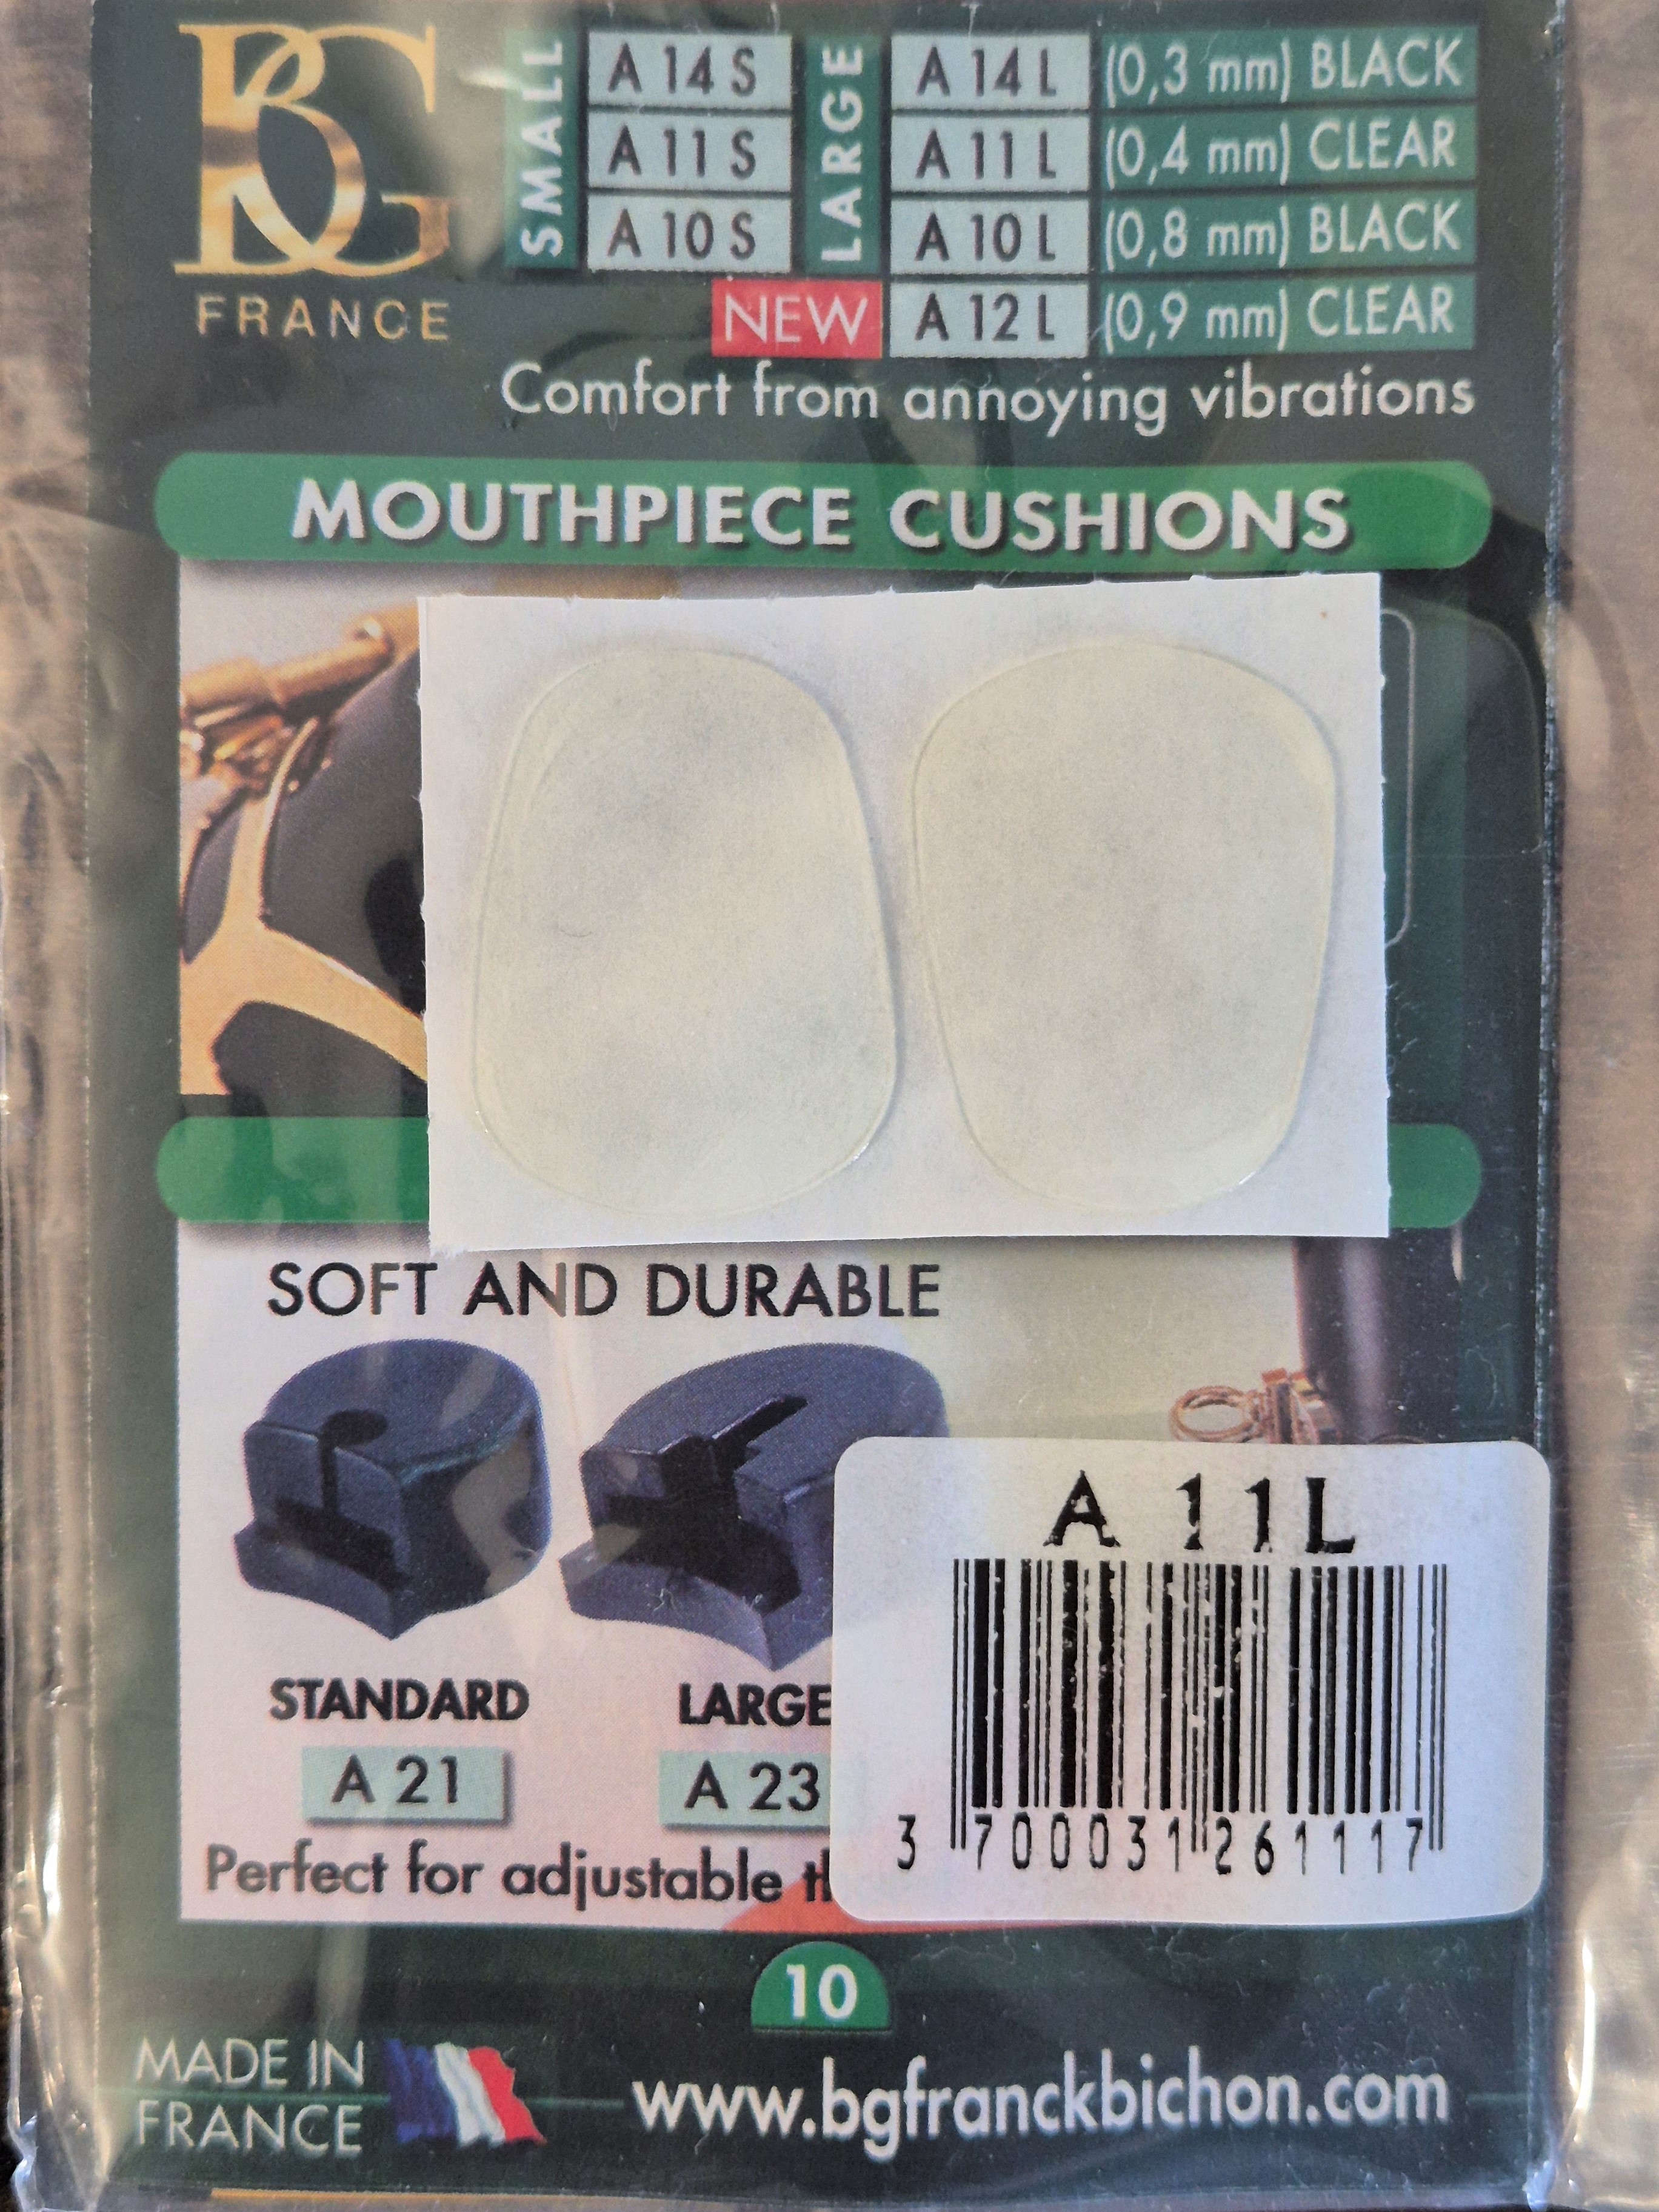 BG
FRANCE
SMALL
A 14 S
A 11 S
A 10 S
LARGE
A 14 L (0,3 mm) BLACK
A 11 L (0,4 mm) CLEAR
A 10 L (0,8 mm) BLACK
NEW A 12 L (0,9 mm) CLEAR
Comfort from annoying vibrations
MOUTHPIECE CUSHIONS
SOFT AND DURABLE
STANDARD LARGE
A 21 A 23
Perfect for adjustable
A 11L
3 700031 261117
10
MADE IN
FRANCE
www.bgfranckbichon.com